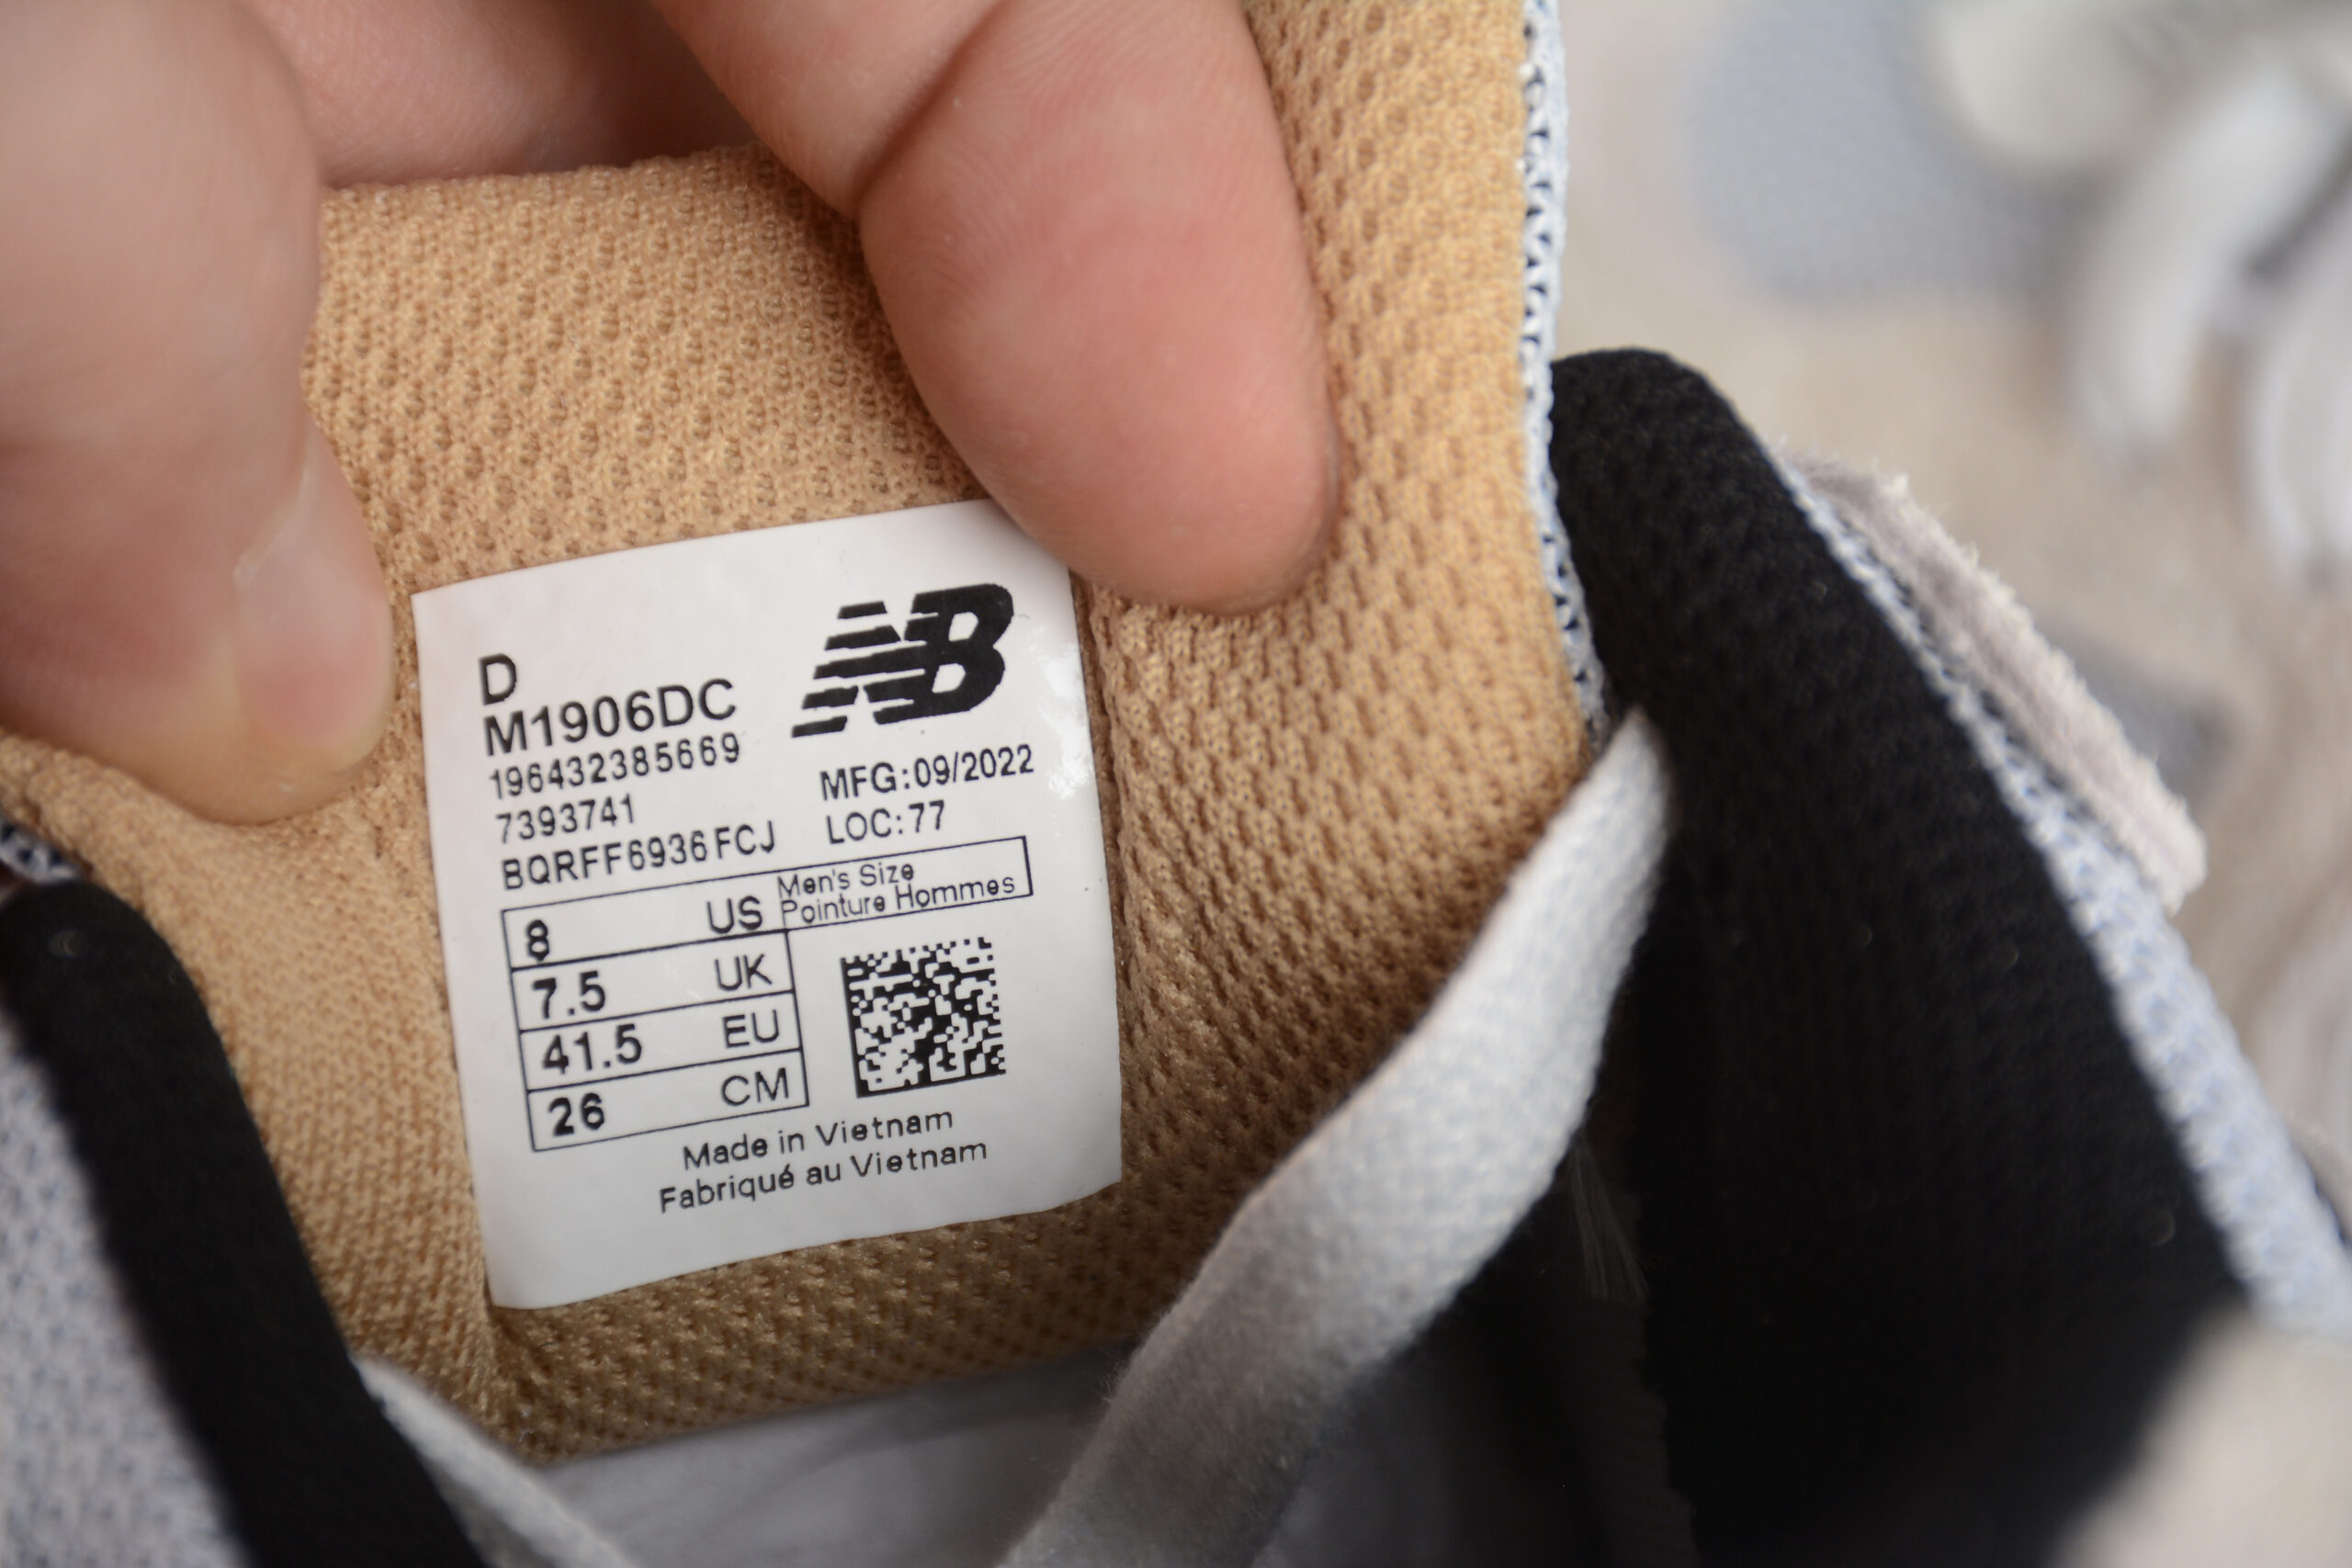 D
M1906DC
NB
196432385669
7393741
BQRFF6936FCJ
MFG:09/2022
LOC:77
Men's Size
Pointure Hommes
8 US
7.5 UK
41.5 EU
26 CM
Made in Vietnam
Fabriqué au Vietnam